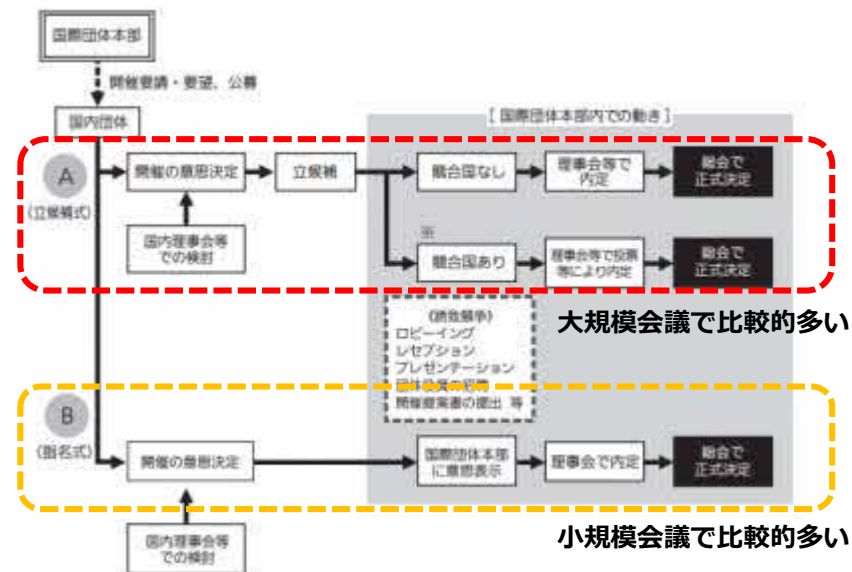 国際団体本部
開催要請・要望、公募
国内団体
[ 国際団体本部内での動き ]
A
(立候補式)
開催の意思決定
立候補
競合国なし
理事会等で
内定
総会で
正式決定
国内理事会等
での検討
※
競合国あり
理事会等で投票
等により内定
総会で
正式決定
大規模会議で比較的多い
《誘致競争》
ロビーイング
レセプション
プレゼンテーション
団体役員の招聘
開催提案書の提出 等
B
(指名式)
開催の意思決定
国際団体本部
に意思表示
理事会で内定
総会で
正式決定
小規模会議で比較的多い
国内理事会等
での検討